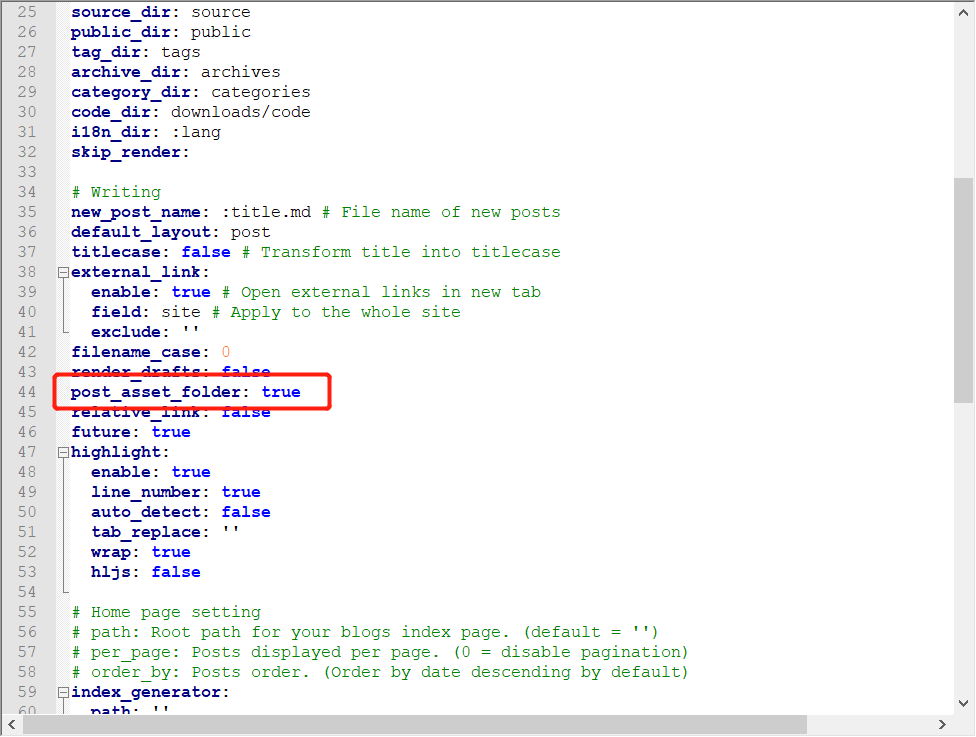 25 source_dir: source
26 public_dir: public
27 tag_dir: tags
28 archive_dir: archives
29 category_dir: categories
30 code_dir: downloads/code
31 i18n_dir: :lang
32 skip_render:
33
34 # Writing
35 new_post_name: :title.md # File name of new posts
36 default_layout: post
37 titlecase: false # Transform title into titlecase
38 external_link:
39   enable: true # Open external links in new tab
40   field: site # Apply to the whole site
41   exclude: ''
42 filename_case: 0
43 render_drafts: false
44 post_asset_folder: true
45 relative_link: false
46 future: true
47 highlight:
48   enable: true
49   line_number: true
50   auto_detect: false
51   tab_replace: ''
52   wrap: true
53   hljs: false
54
55 # Home page setting
56 # path: Root path for your blogs index page. (default = '')
57 # per_page: Posts displayed per page. (0 = disable pagination)
58 # order_by: Posts order. (Order by date descending by default)
59 index_generator:
60   path: ''